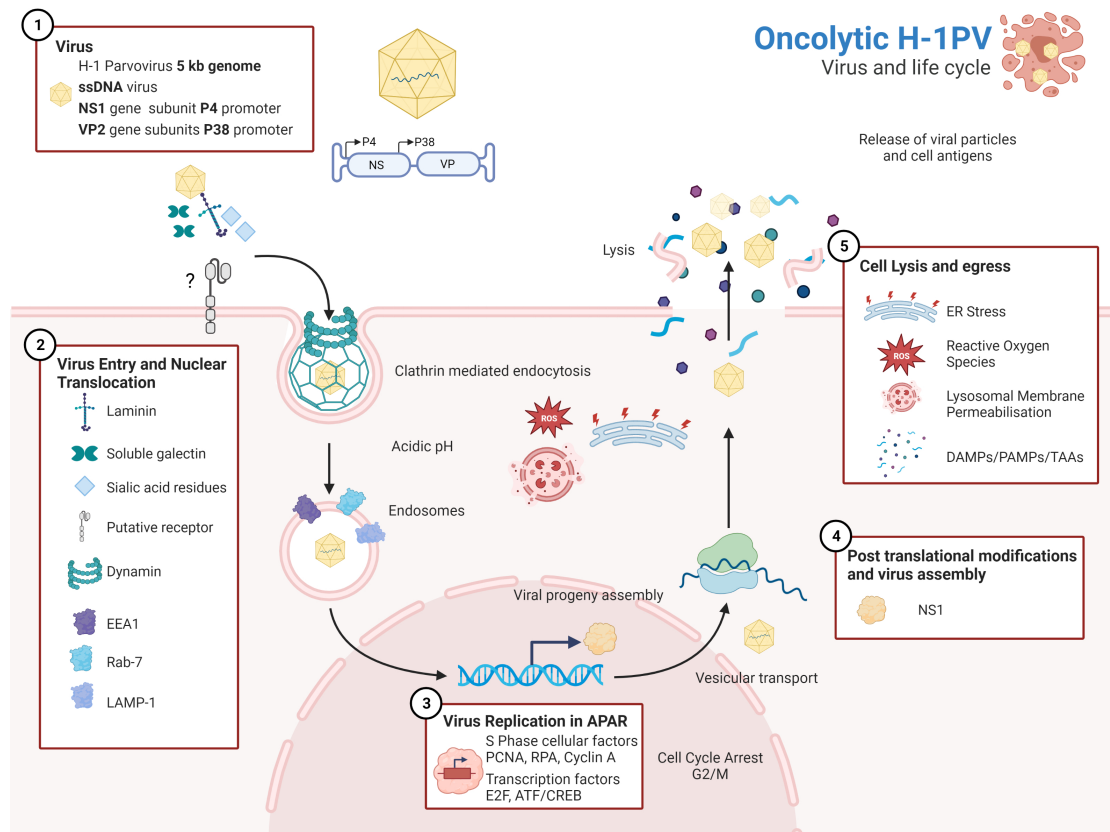 1
Virus
H-1 Parvovirus 5 kb genome
ssDNA virus
NS1 gene subunit P4 promoter
VP2 gene subunits P38 promoter
P4
P38
NS
VP
Oncolytic H-1PV
Virus and life cycle
Release of viral particles
and cell antigens
?
Lysis
2
Virus Entry and Nuclear
Translocation
Laminin
Soluble galectin
Sialic acid residues
Putative receptor
Dynamin
EEA1
Rab-7
LAMP-1
Clathrin mediated endocytosis
Acidic pH
Endosomes
ROS
5
Cell Lysis and egress
ER Stress
ROS
Reactive Oxygen
Species
Lysosomal Membrane
Permeabilisation
DAMPs/PAMPs/TAAs
4
Post translational modifications
and virus assembly
NS1
Viral progeny assembly
Vesicular transport
3
Virus Replication in APAR
S Phase cellular factors
PCNA, RPA, Cyclin A
Transcription factors
E2F, ATF/CREB
Cell Cycle Arrest
G2/M